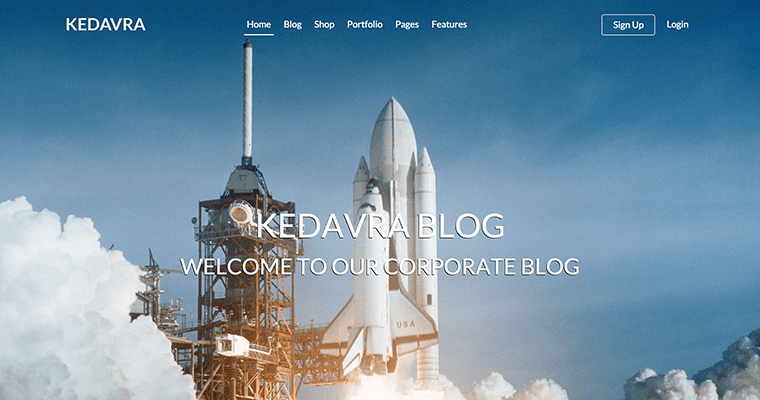 KEDAVRA
Home Blog Shop Portfolio Pages Features
Sign Up Login
KEDAVRA BLOG
WELCOME TO OUR CORPORATE BLOG
USA